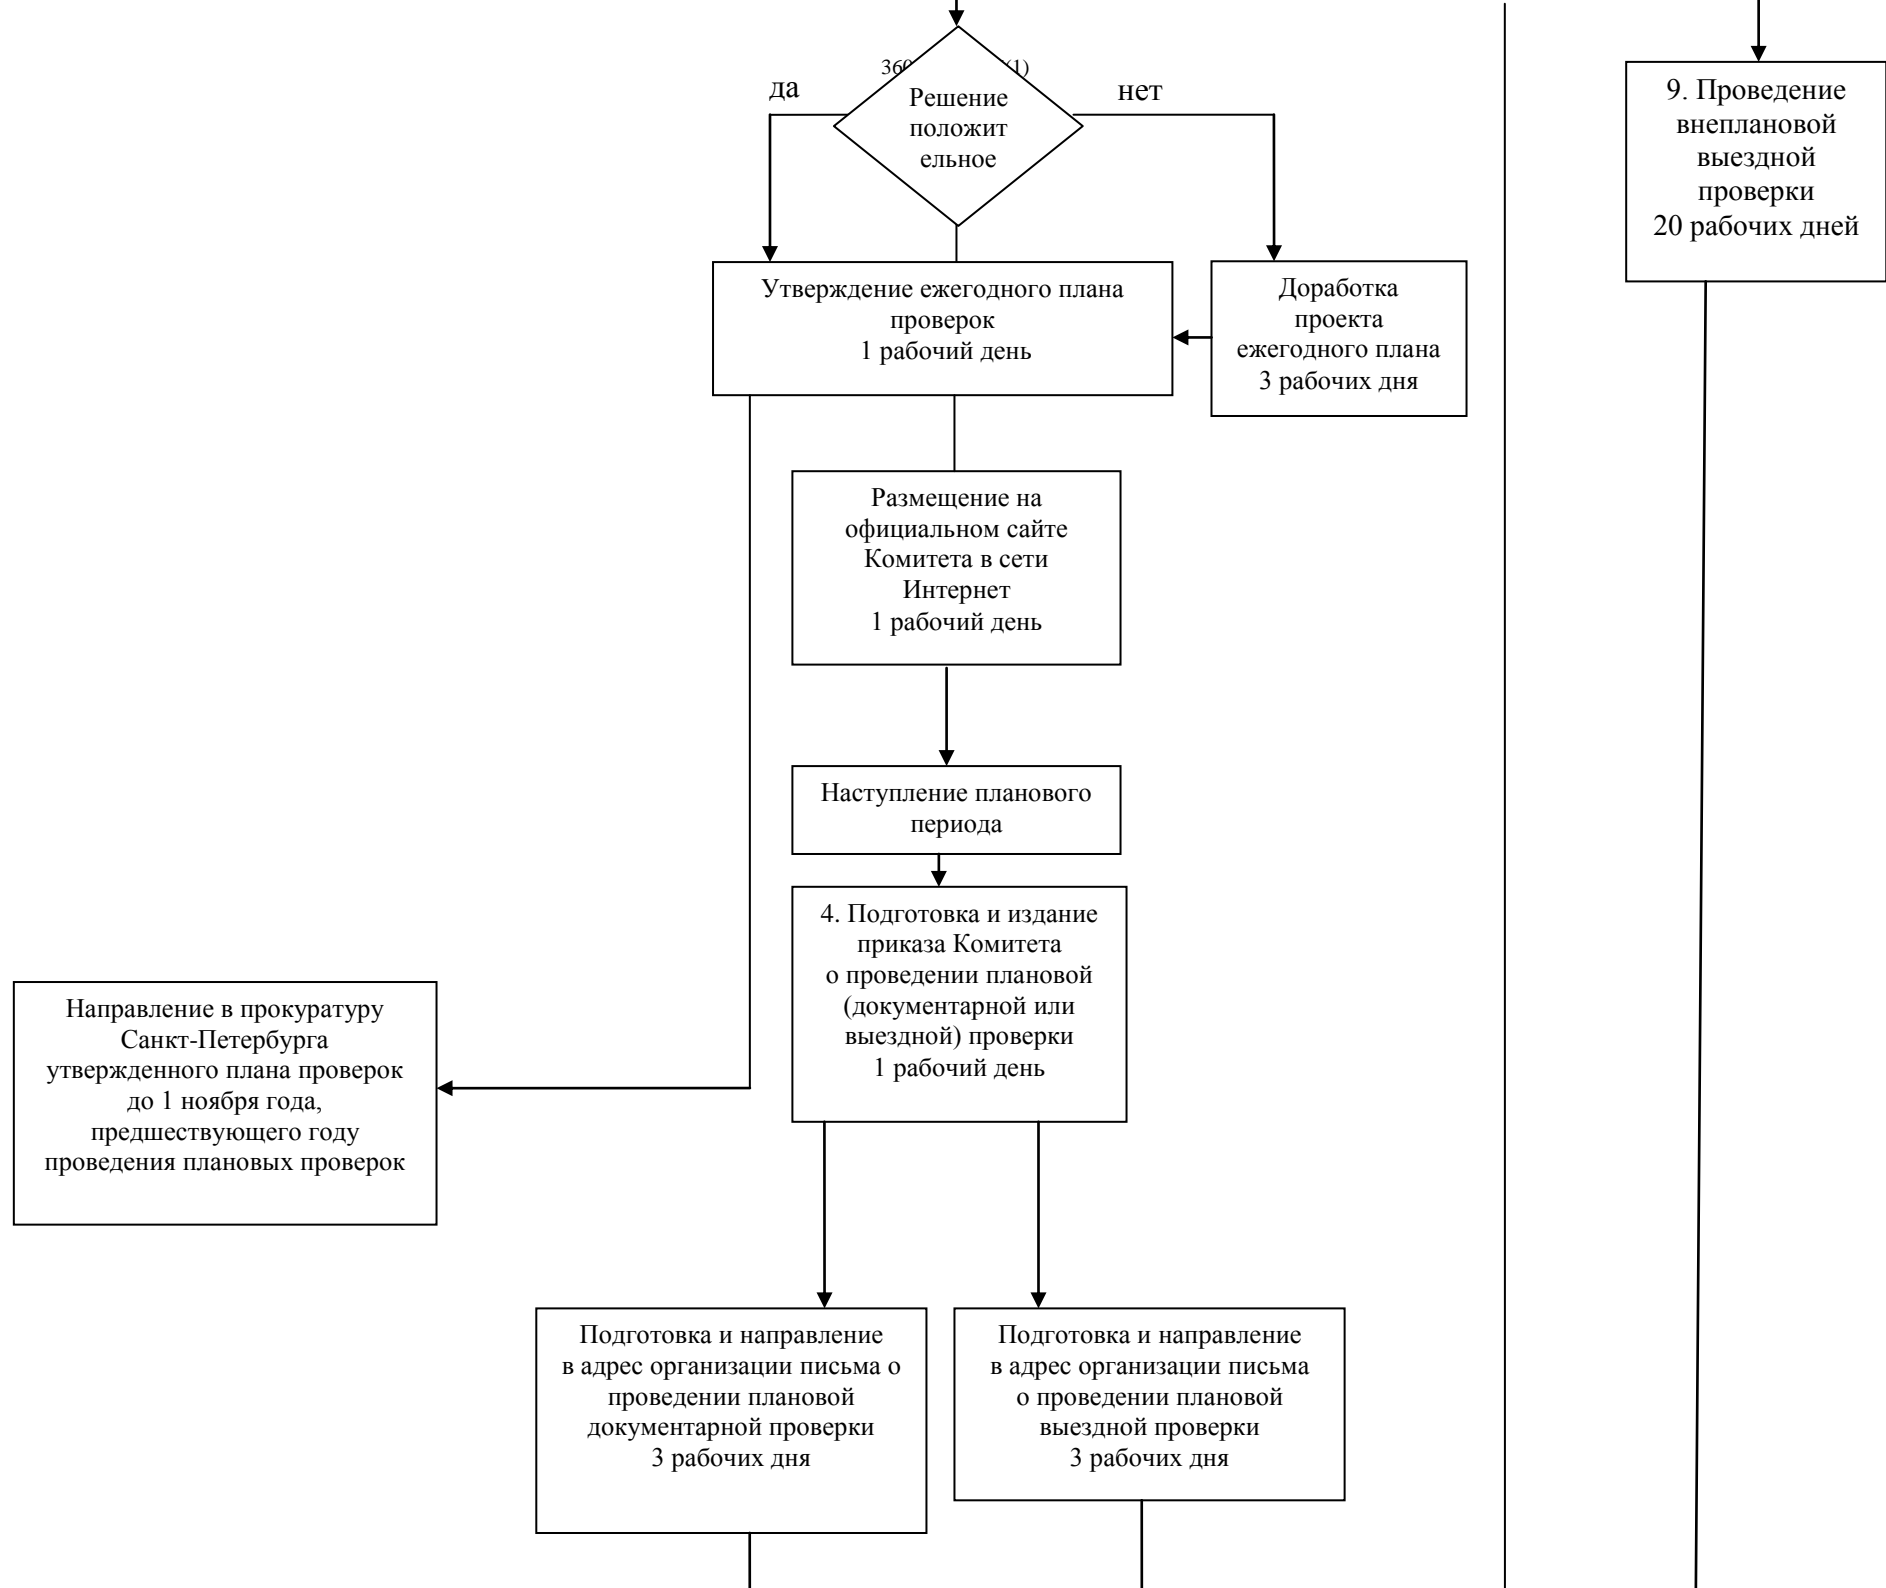 360
(1)
да
нет
Решение
положит
ельное
9. Проведение
внеплановой
выездной
проверки
20 рабочих дней
Утверждение ежегодного плана
проверок
1 рабочий день
Доработка
проекта
ежегодного плана
3 рабочих дня
Размещение на
официальном сайте
Комитета в сети
Интернет
1 рабочий день
Наступление планового
периода
4. Подготовка и издание
приказа Комитета
о проведении плановой
(документарной или
выездной) проверки
1 рабочий день
Направление в прокуратуру
Санкт-Петербурга
утвержденного плана проверок
до 1 ноября года,
предшествующего году
проведения плановых проверок
Подготовка и направление
в адрес организации письма о
проведении плановой
документарной проверки
3 рабочих дня
Подготовка и направление
в адрес организации письма
о проведении плановой
выездной проверки
3 рабочих дня